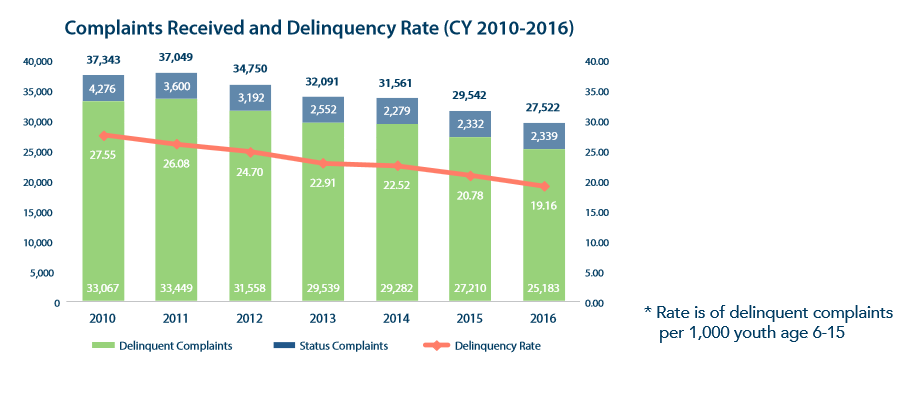 Complaints Received and Delinquency Rate (CY 2010-2016)
40,000
35,000
30,000
25,000
20,000
15,000
10,000
5,000
0
37,343 37,049 34,750 32,091 31,561 29,542 27,522
4,276 3,600 3,192 2,552 2,279 2,332 2,339
27.55 26.08 24.70 22.91 22.52 20.78 19.16
33,067 33,449 31,558 29,539 29,282 27,210 25,183
40.00
35.00
30.00
25.00
20.00
15.00
10.00
5.00
0.00
2010 2011 2012 2013 2014 2015 2016
Delinquent Complaints Status Complaints Delinquency Rate
* Rate is of delinquent complaints
per 1,000 youth age 6-15